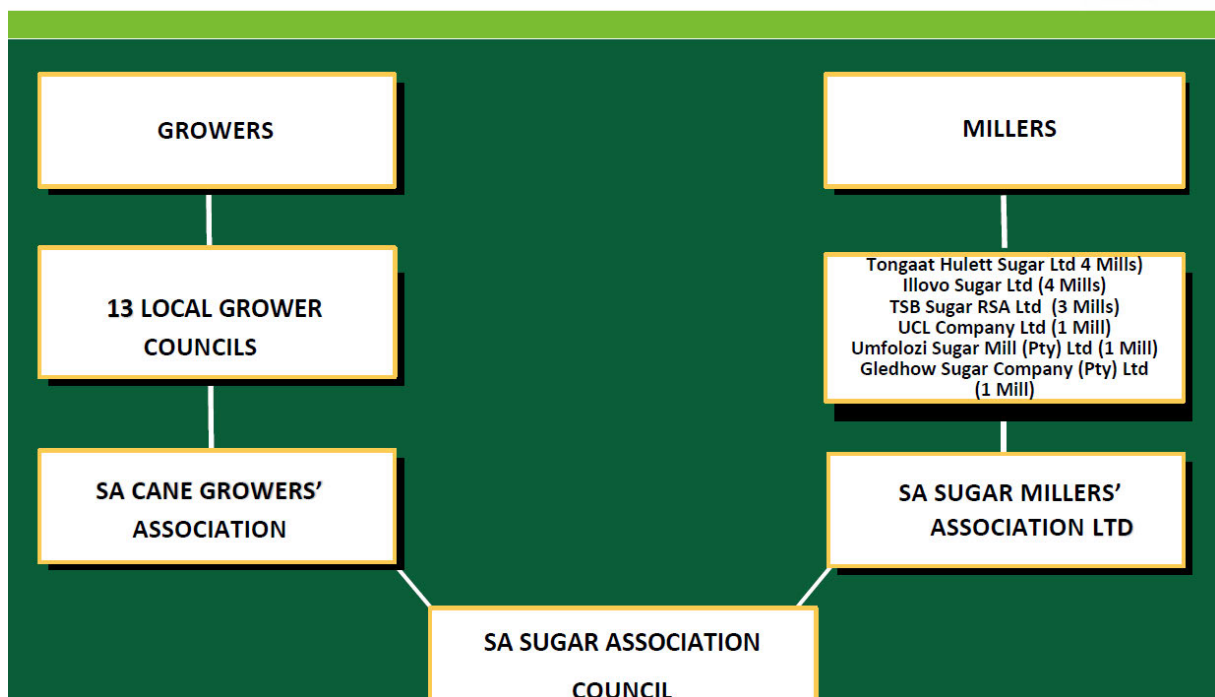 GROWERS
13 LOCAL GROWER
COUNCILS
SA CANE GROWERS’
ASSOCIATION
MILLERS
Tongaat Hulett Sugar Ltd 4 Mills)
Illovo Sugar Ltd (4 Mills)
TSB Sugar RSA Ltd (3 Mills)
UCL Company Ltd (1 Mill)
Umfolozi Sugar Mill (Pty) Ltd (1 Mill)
Gledhow Sugar Company (Pty) Ltd
(1 Mill)
SA SUGAR MILLERS’
ASSOCIATION LTD
SA SUGAR ASSOCIATION
COUNCIL